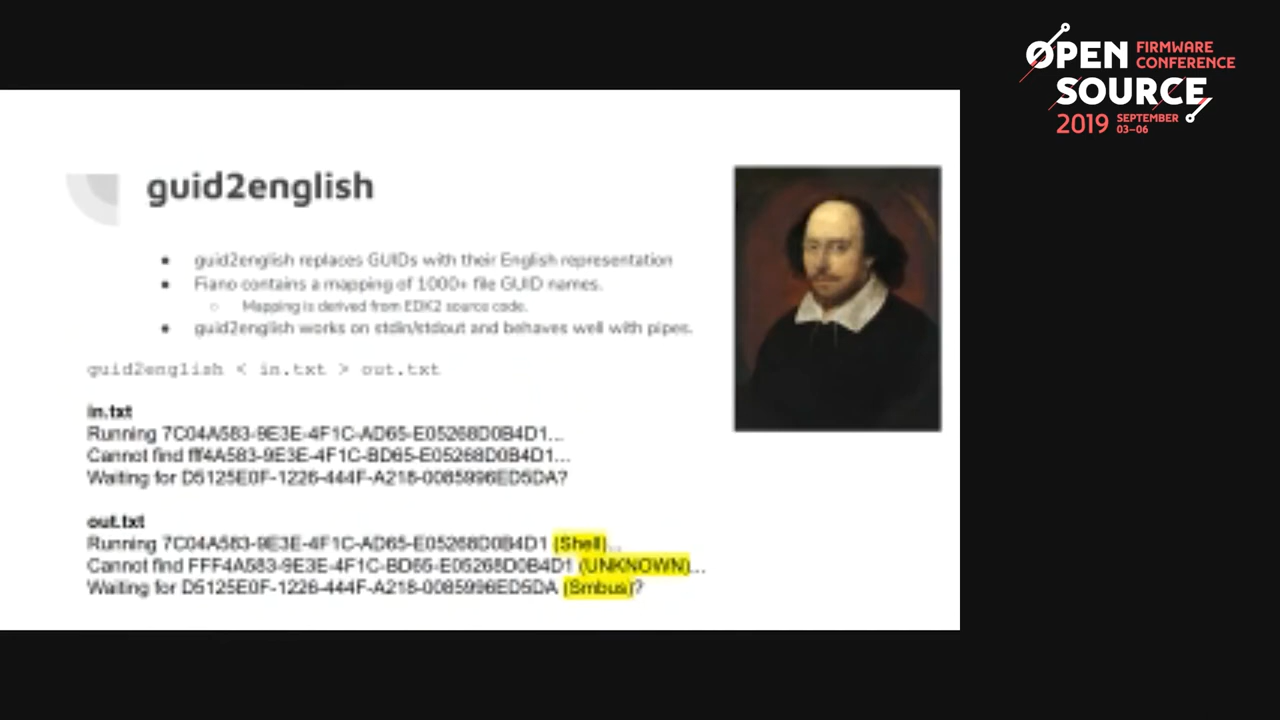 OPEN FIRMWARE CONFERENCE
SOURCE
2019 SEPTEMBER 03–06
guid2english
● guid2english replaces GUIDs with their English representation
● Fiano contains a mapping of 1000+ file GUID names.
○ Mapping is derived from EDK2 source code.
● guid2english works on stdin/stdout and behaves well with pipes.
guid2english < in.txt > out.txt
in.txt
Running 7C04A583-9E3E-4F1C-AD65-E05268D0B4D1...
Cannot find fff4A583-9E3E-4F1C-BD65-E05268D0B4D1...
Waiting for D5125E0F-1226-444F-A218-0085996ED5DA?
out.txt
Running 7C04A583-9E3E-4F1C-AD65-E05268D0B4D1 (Shell)...
Cannot find FFF4A583-9E3E-4F1C-BD65-E05268D0B4D1 (UNKNOWN)...
Waiting for D5125E0F-1226-444F-A218-0085996ED5DA (Smbus)?